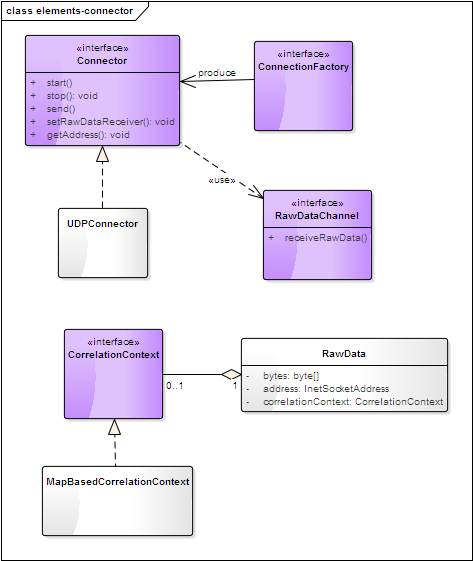 class elements-connector
«interface»
Connector
+ start()
+ stop(): void
+ send()
+ setRawDataReceiver(): void
+ getAddress(): void
produce
«interface»
ConnectionFactory
«use»
UDPConnector
«interface»
RawDataChannel
+ receiveRawData()
«interface»
CorrelationContext
0..1
1
RawData
- bytes: byte[]
- address: InetSocketAddress
- correlationContext: CorrelationContext
MapBasedCorrelationContext